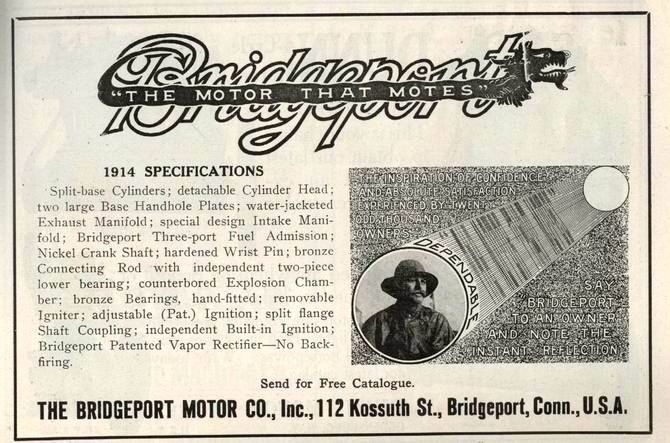 Bridgeport
"THE MOTOR THAT MOTES"
1914 SPECIFICATIONS
Split-base Cylinders; detachable Cylinder Head;
two large Base Handhole Plates; water-jacketed
Exhaust Manifold; special design Intake Mani-
fold; Bridgeport Three-port Fuel Admission;
Nickel Crank Shaft; hardened Wrist Pin; bronze
Connecting Rod with independent two-piece
lower bearing; counterbored Explosion Cham-
ber; bronze Bearings, hand-fitted; removable
Igniter; adjustable (Pat.) Ignition; split flange
Shaft Coupling; independent Built-in Ignition;
Bridgeport Patented Vapor Rectifier—No Back-
firing.
THE INSPIRATION OF CONFIDENCE
AND ABSOLUTE SATISFACTION
EXPERIENCED BY TWENTY
ODD THOUSAND
OWNERS
DEPENDABLE
SAY
BRIDGEPORT
TO AN OWNER
AND NOTE THE
INSTANT REFLECTION
Send for Free Catalogue.
THE BRIDGEPORT MOTOR CO., Inc., 112 Kossuth St., Bridgeport, Conn., U.S.A.